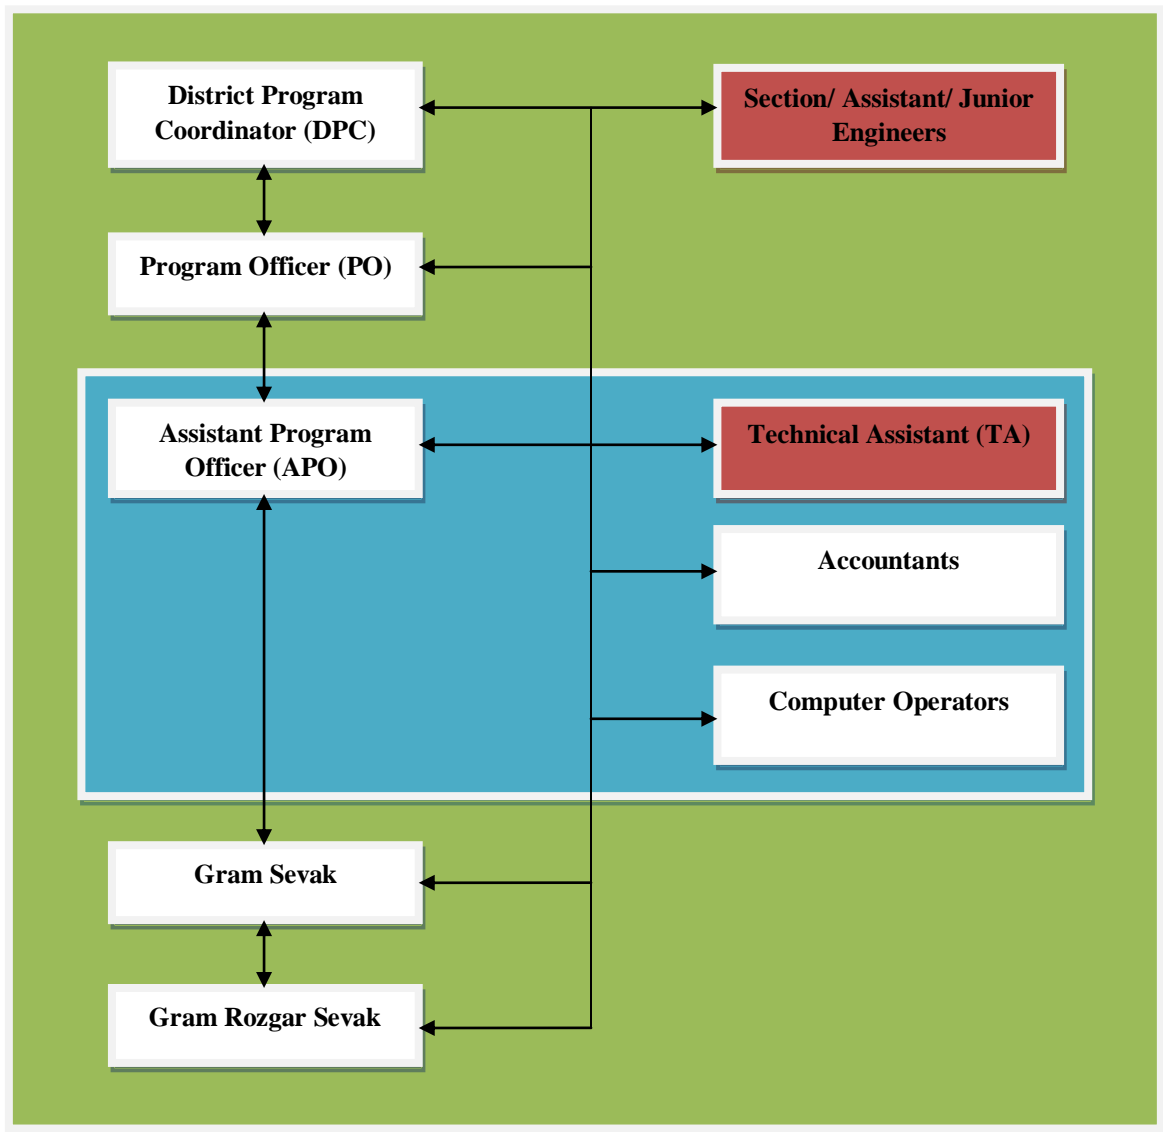 District Program
Coordinator (DPC)
Section/ Assistant/ Junior
Engineers
Program Officer (PO)
Assistant Program
Officer (APO)
Technical Assistant (TA)
Accountants
Computer Operators
Gram Sevak
Gram Rozgar Sevak